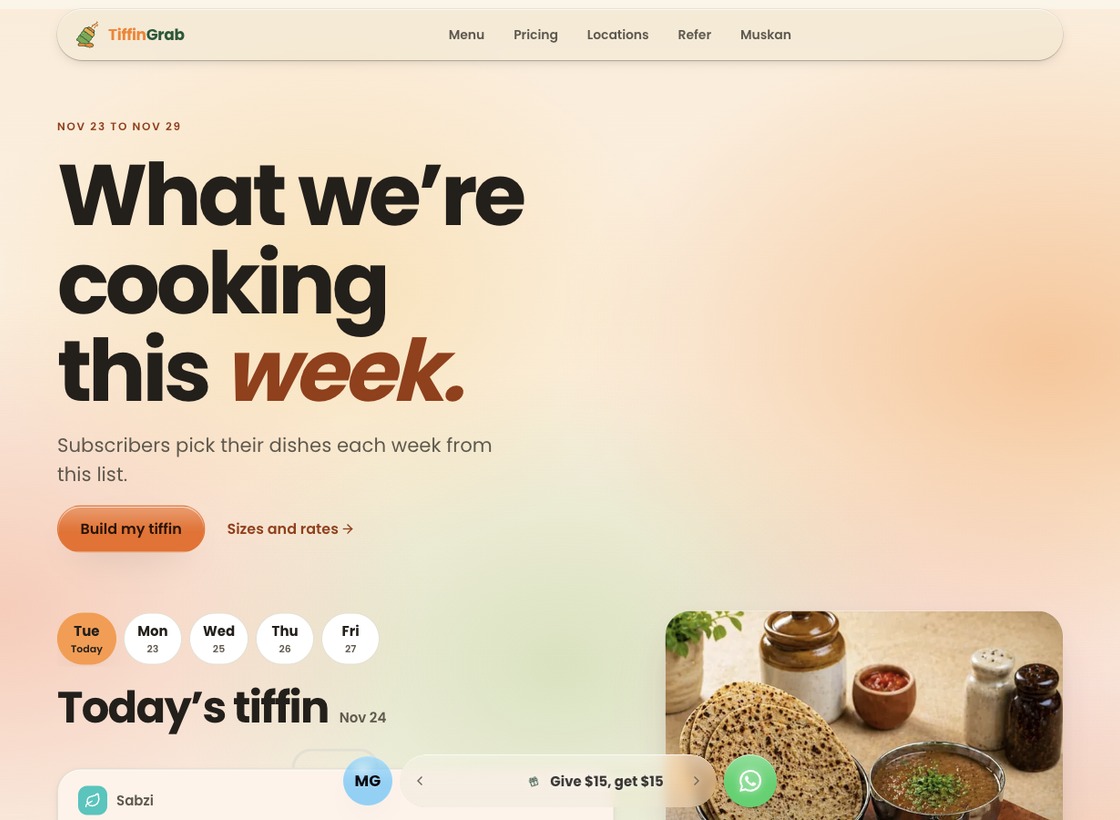 TiffinGrab
Menu
Pricing
Locations
Refer
Muskan
NOV 23 TO NOV 29
What we’re
cooking
this week.
Subscribers pick their dishes each week from
this list.
Build my tiffin
Sizes and rates →
Tue
Today
Mon
23
Wed
25
Thu
26
Fri
27
Today’s tiffin Nov 24
Sabzi
MG
Give $15, get $15